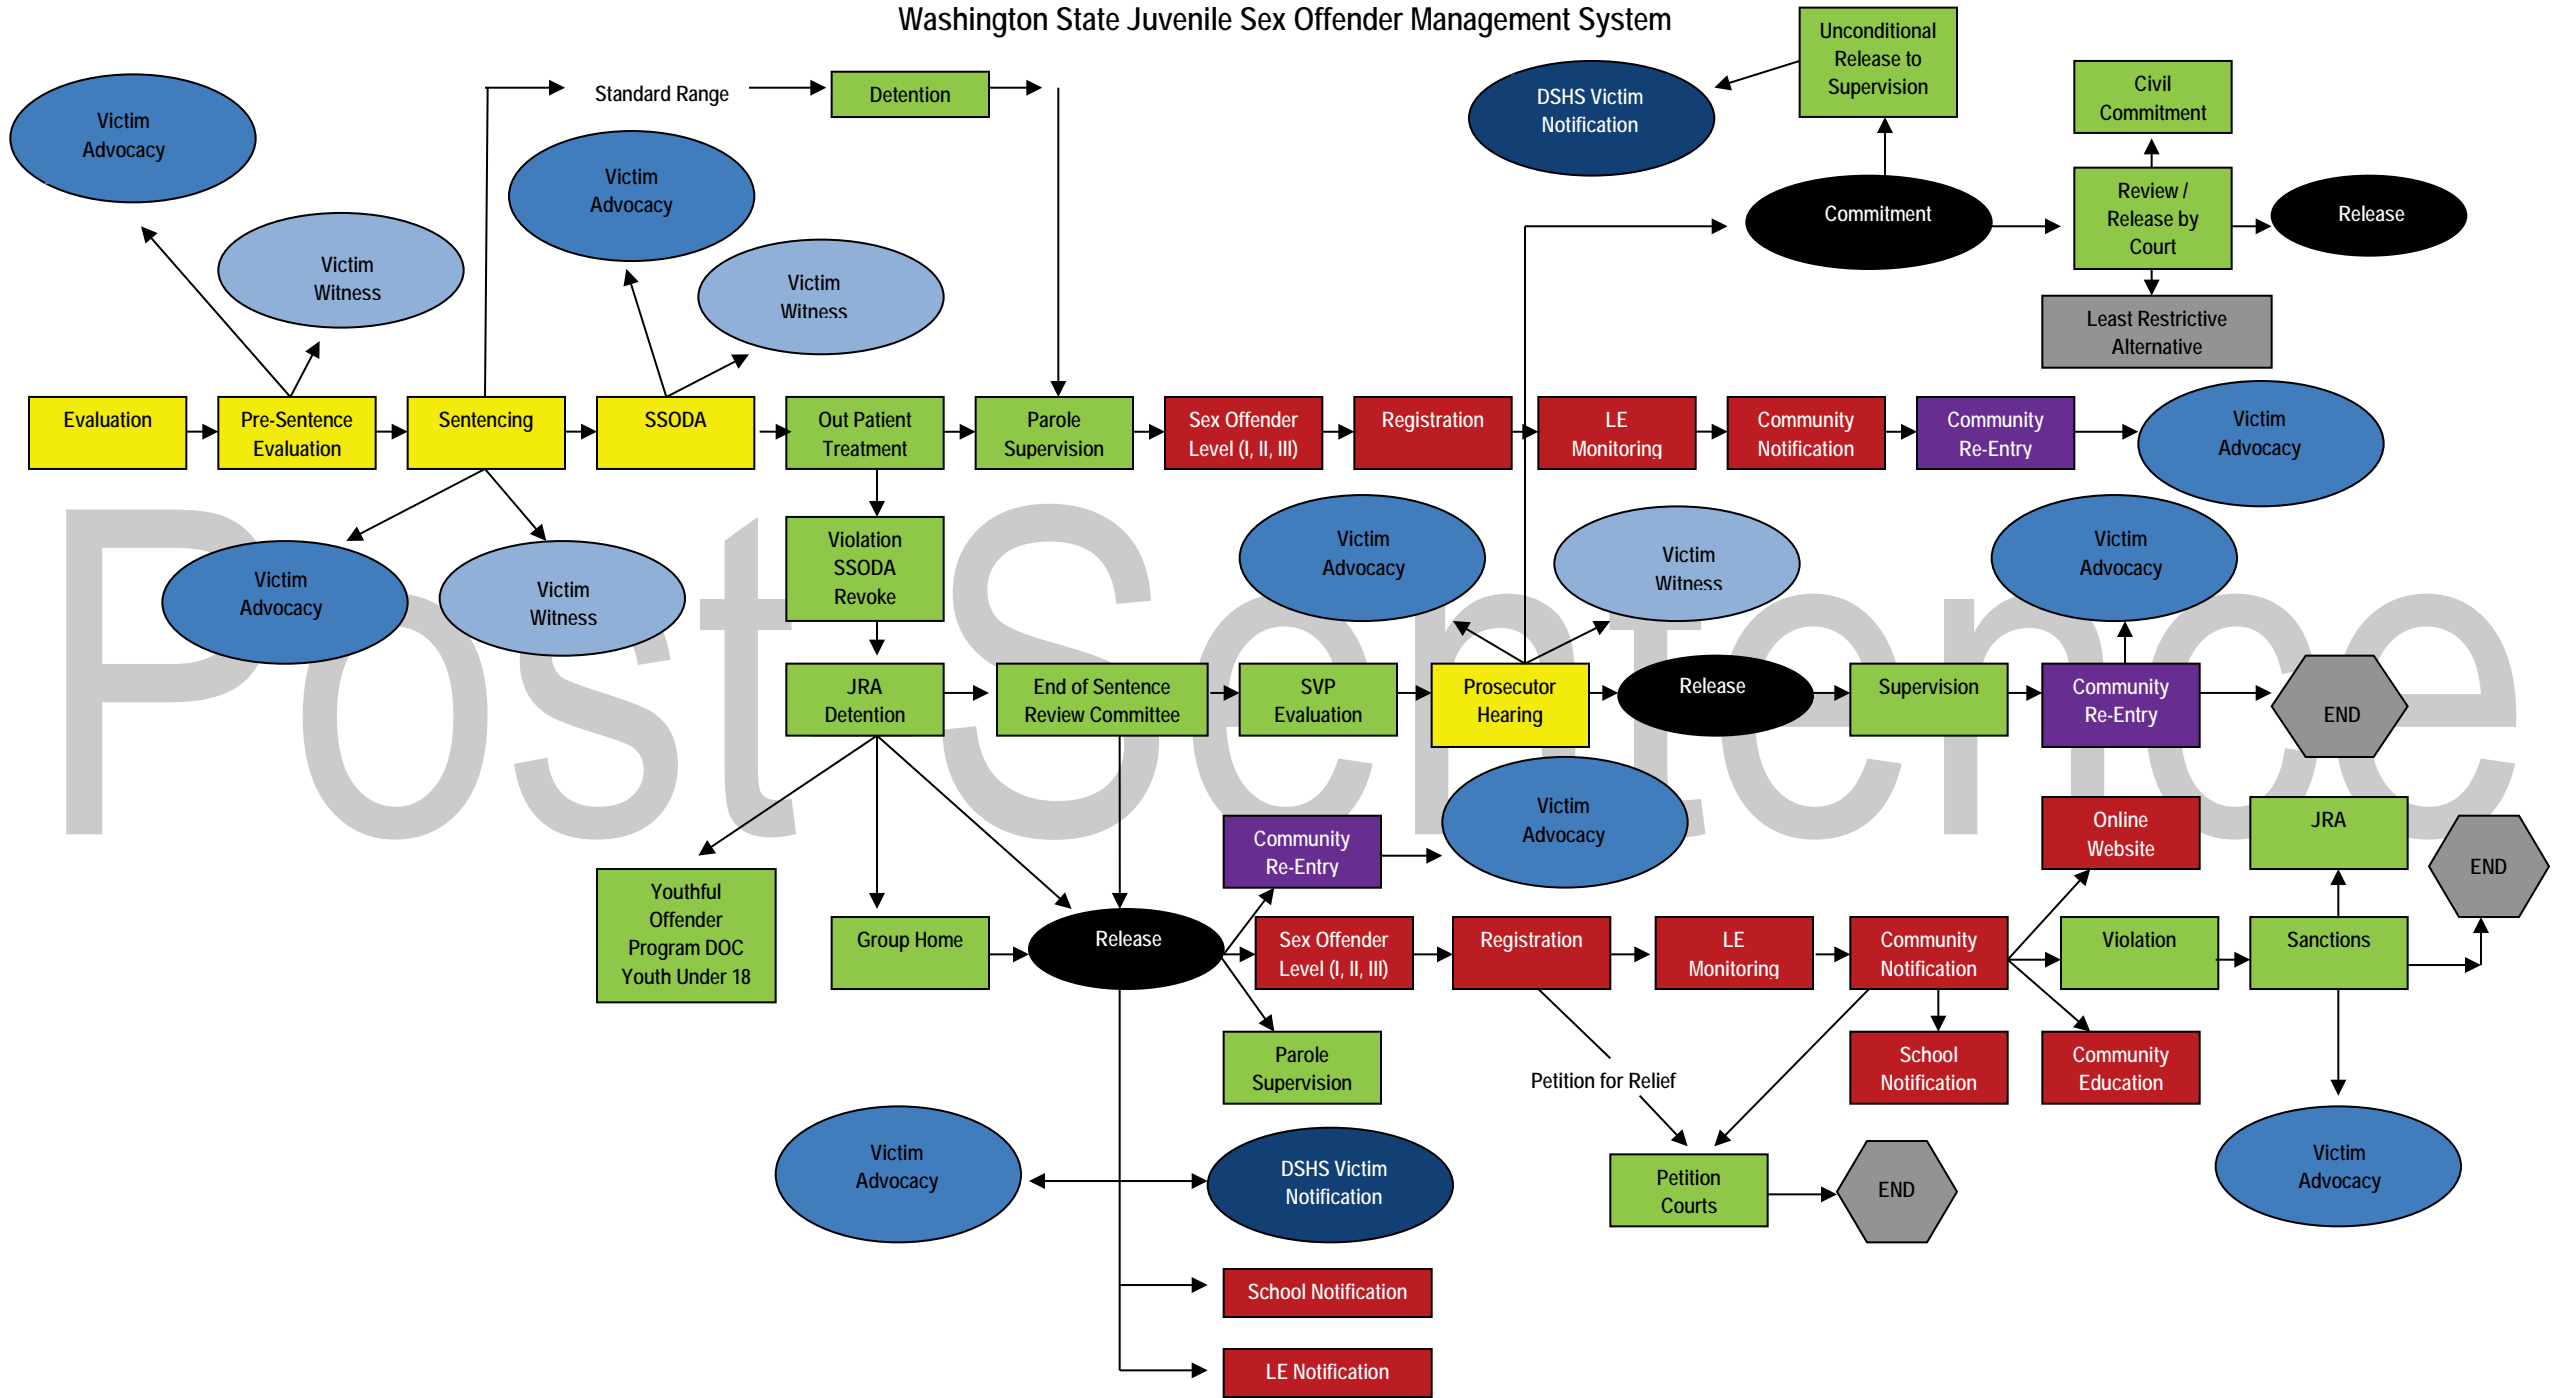 Washington State Juvenile Sex Offender Management System
Unconditional
Release to
Supervision
DSHS Victim
Notification
Civil
Commitment
Standard Range
Detention
Victim
Advocacy
Victim
Advocacy
Victim
Witness
Victim
Witness
Commitment
Review /
Release by
Court
Release
Least Restrictive
Alternative
Evaluation
Pre-Sentence
Evaluation
Sentencing
SSODA
Out Patient
Treatment
Parole
Supervision
Sex Offender
Level (I, II, III)
Registration
LE
Monitoring
Community
Notification
Community
Re-Entry
Victim
Advocacy
Post Sentence
Victim
Advocacy
Victim
Witness
Violation
SSODA
Revoke
Victim
Advocacy
Victim
Witness
Victim
Advocacy
JRA
Detention
End of Sentence
Review Committee
SVP
Evaluation
Prosecutor
Hearing
Release
Supervision
Community
Re-Entry
END
Youthful
Offender
Program DOC
Youth Under 18
Group Home
Release
Community
Re-Entry
Victim
Advocacy
Online
Website
JRA
END
Sex Offender
Level (I, II, III)
Registration
LE
Monitoring
Community
Notification
Violation
Sanctions
Parole
Supervision
Petition for Relief
School
Notification
Community
Education
Victim
Advocacy
DSHS Victim
Notification
Petition
Courts
END
Victim
Advocacy
School Notification
LE Notification